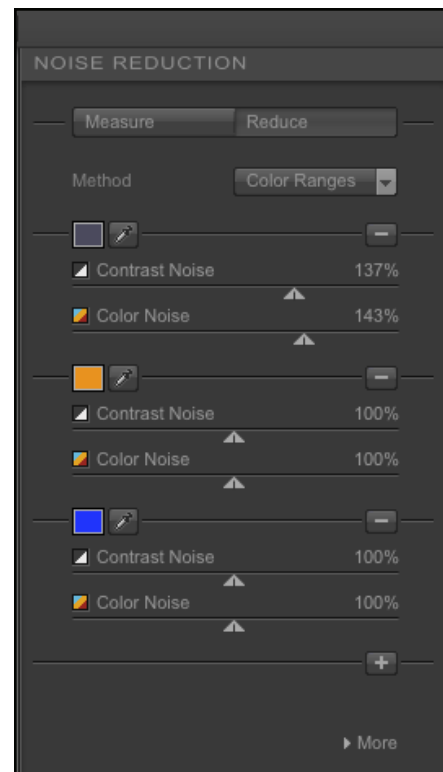 NOISE REDUCTION
Measure Reduce
Method Color Ranges
Contrast Noise 137%
Color Noise 143%
Contrast Noise 100%
Color Noise 100%
Contrast Noise 100%
Color Noise 100%
More